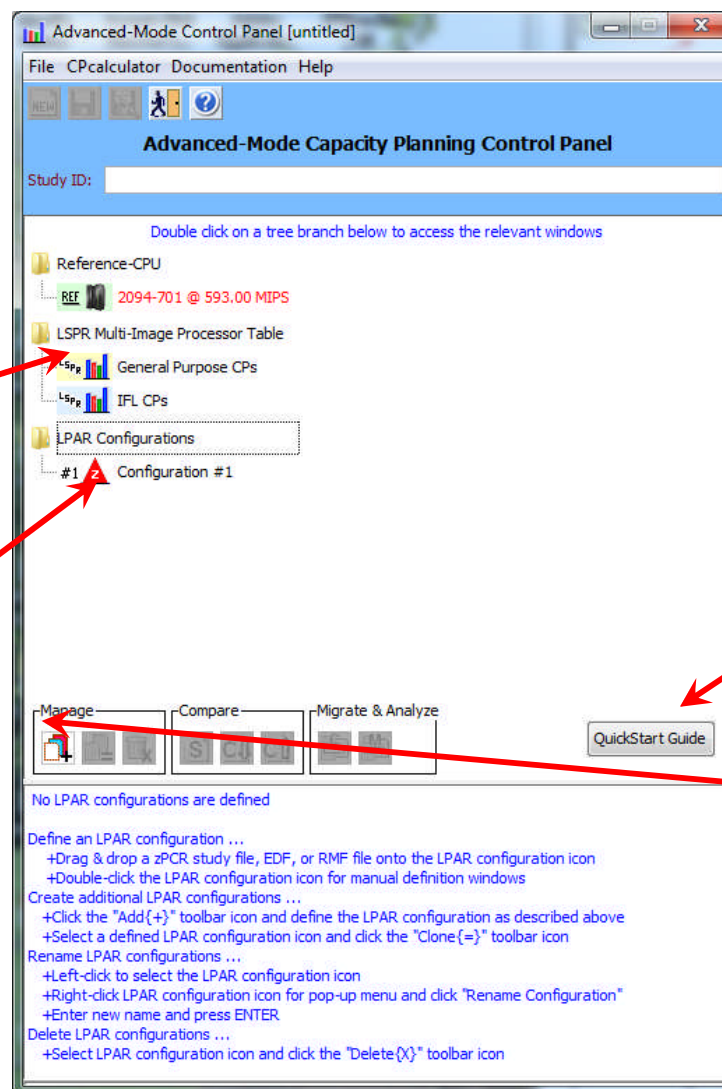 Advanced-Mode Control Panel [untitled]
File CPcalculator Documentation Help
NEW
Advanced-Mode Capacity Planning Control Panel
Study ID:
Double click on a tree branch below to access the relevant windows
Reference-CPU
REF 2094-701 @ 593.00 MIPS
LSPR Multi-Image Processor Table
LSPR General Purpose CPs
LSPR IFL CPs
LPAR Configurations
#1 z Configuration #1
Manage Compare Migrate & Analyze
S C C
QuickStart Guide
No LPAR configurations are defined
Define an LPAR configuration ...
+Drag & drop a zPCR study file, EDF, or RMF file onto the LPAR configuration icon
+Double-click the LPAR configuration icon for manual definition windows
Create additional LPAR configurations ...
+Click the "Add{+}" toolbar icon and define the LPAR configuration as described above
+Select a defined LPAR configuration icon and click the "Clone{=}" toolbar icon
Rename LPAR configurations ...
+Left-click to select the LPAR configuration icon
+Right-click LPAR configuration icon for pop-up menu and click "Rename Configuration"
+Enter new name and press ENTER
Delete LPAR configurations ...
+Select LPAR configuration icon and click the "Delete{X}" toolbar icon